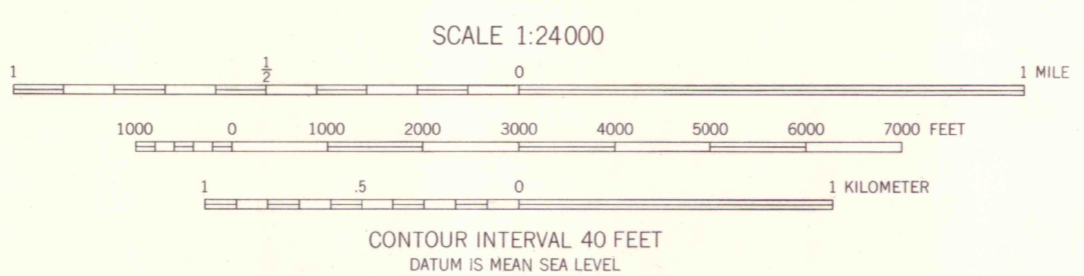 SCALE 1:24000
1 1/2 0 1 MILE
1000 0 1000 2000 3000 4000 5000 6000 7000 FEET
1 .5 0 1 KILOMETER
CONTOUR INTERVAL 40 FEET
DATUM IS MEAN SEA LEVEL